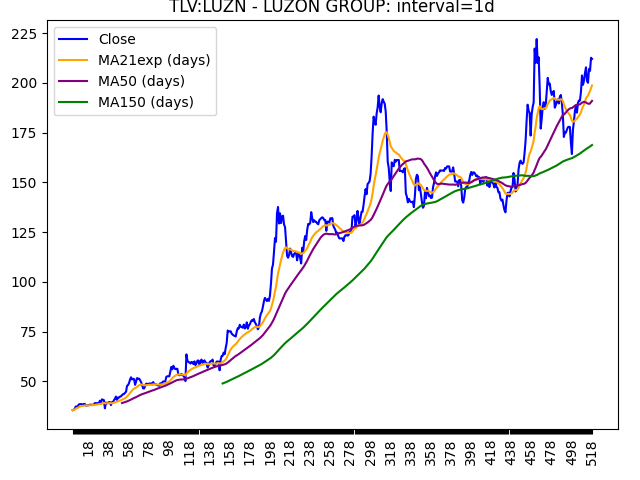 TLV:LUZN - LUZON GROUP: interval=1d
Close
MA21exp (days)
MA50 (days)
MA150 (days)
225
200
175
150
125
100
75
50
18 38 58 78 98 118 138 158 178 198 218 238 258 278 298 318 338 358 378 398 418 438 458 478 498 518